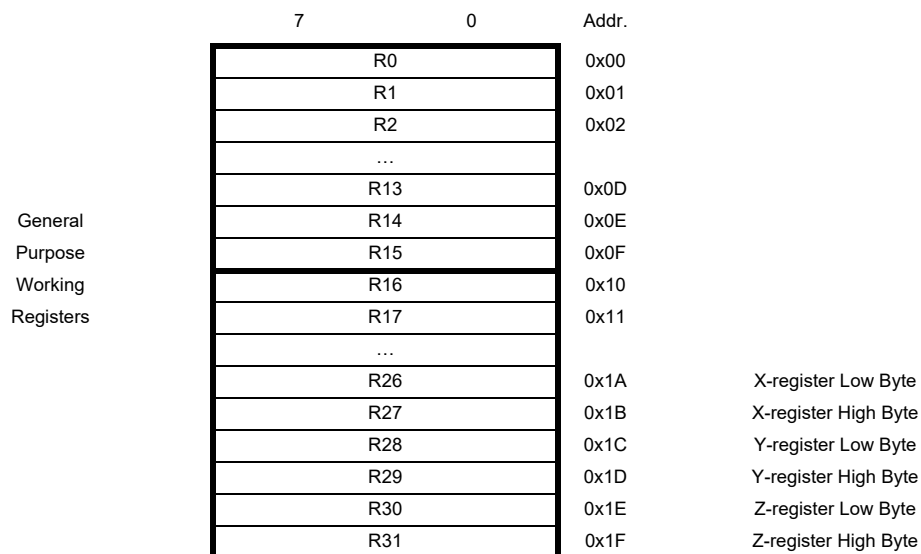 7 0 Addr.
R0 0x00
R1 0x01
R2 0x02
…
R13 0x0D
General R14 0x0E
Purpose R15 0x0F
Working R16 0x10
Registers R17 0x11
…
R26 0x1A X-register Low Byte
R27 0x1B X-register High Byte
R28 0x1C Y-register Low Byte
R29 0x1D Y-register High Byte
R30 0x1E Z-register Low Byte
R31 0x1F Z-register High Byte